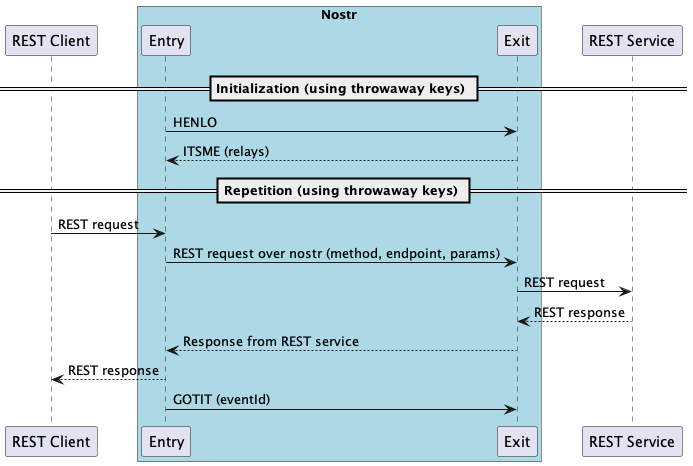 Nostr
REST Client
Entry
Exit
REST Service
Initialization (using throwaway keys)
HENLO
ITSME (relays)
Repetition (using throwaway keys)
REST request
REST request over nostr (method, endpoint, params)
REST request
REST response
Response from REST service
REST response
GOTIT (eventId)
REST Client
Entry
Exit
REST Service